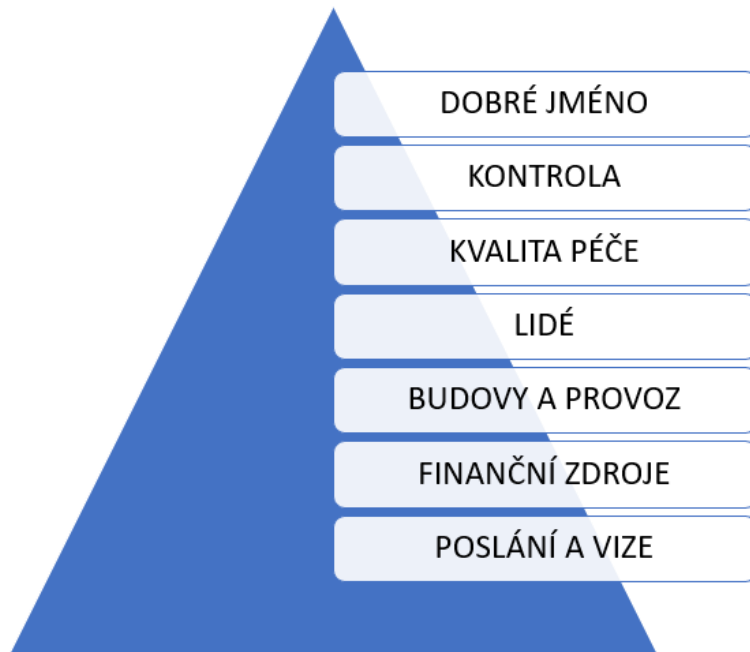 DOBRÉ JMÉNO
KONTROLA
KVALITA PÉČE
LIDÉ
BUDOVY A PROVOZ
FINANČNÍ ZDROJE
POSLÁNÍ A VIZE